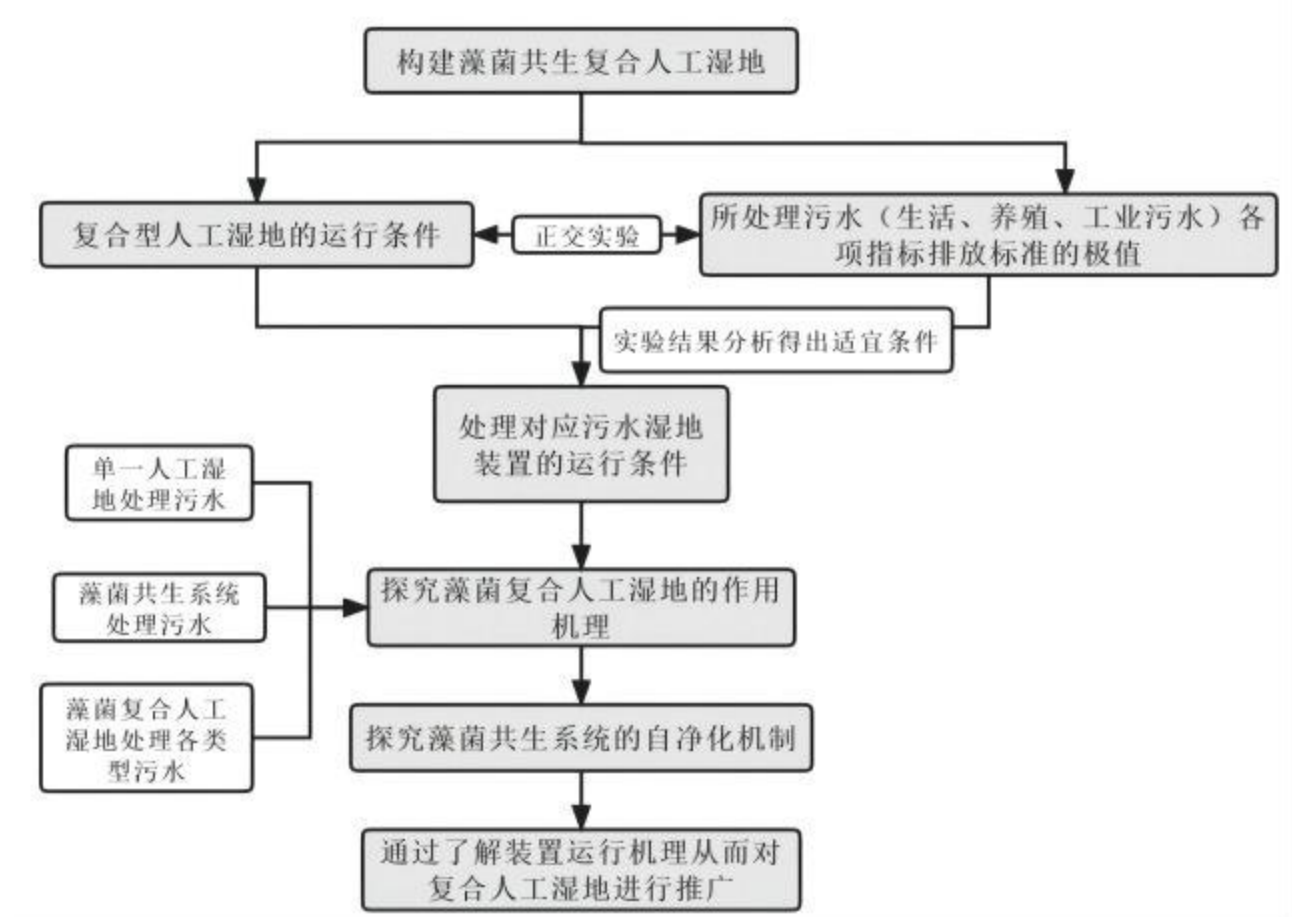 构建藻菌共生复合人工湿地
复合型人工湿地的运行条件
正交实验
所处理污水（生活、养殖、工业污水）各
项指标排放标准的极值
实验结果分析得出适宜条件
处理对应污水湿地
装置的运行条件
单一人工湿
地处理污水
藻菌共生系统
处理污水
藻菌复合人工
湿地处理各类
型污水
探究藻菌复合人工湿地的作用
机理
探究藻菌共生系统的自净化机制
通过了解装置运行机理从而对
复合人工湿地进行推广